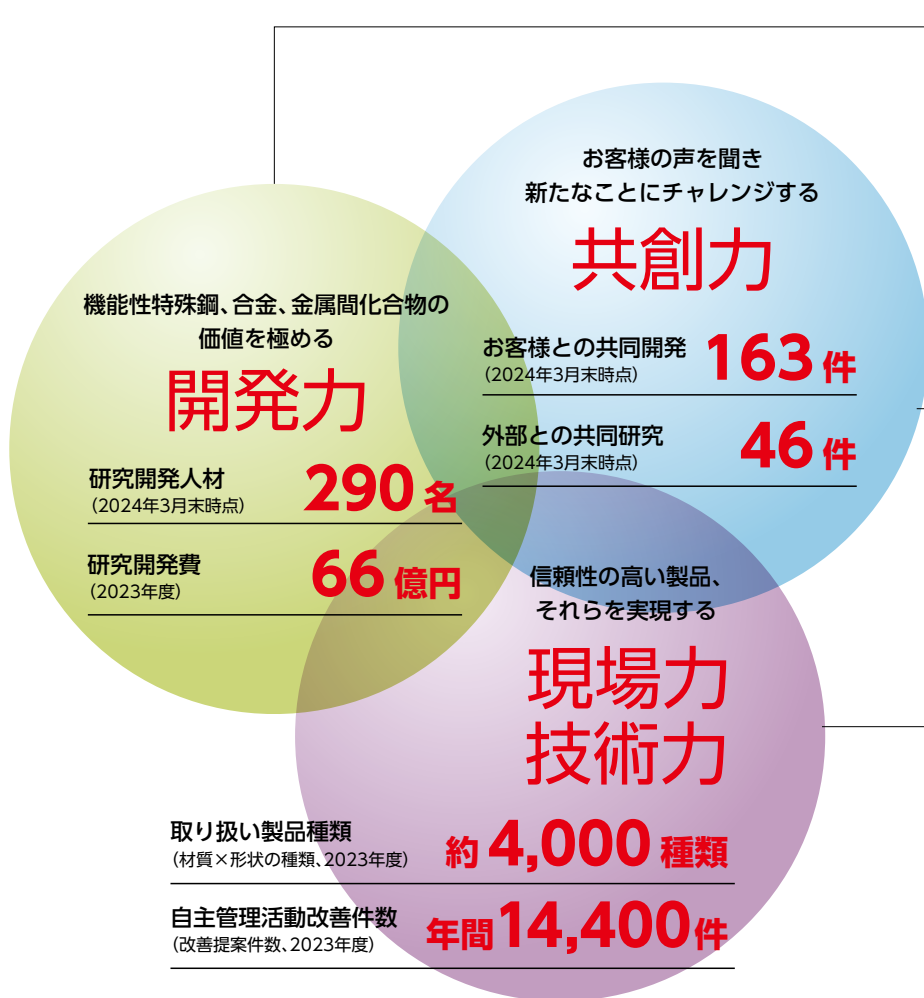 機能性特殊鋼、合金、金属間化合物の
価値を極める
開発力
研究開発人材
(2024年3月末時点)
290名
研究開発費
(2023年度)
66億円
お客様の声を聞き
新たなことにチャレンジする
共創力
お客様との共同開発
(2024年3月末時点)
163件
外部との共同研究
(2024年3月末時点)
46件
信頼性の高い製品、
それらを実現する
現場力
技術力
取り扱い製品種類
(材質×形状の種類、2023年度)
約4,000種類
自主管理活動改善件数
(改善提案件数、2023年度)
年間14,400件